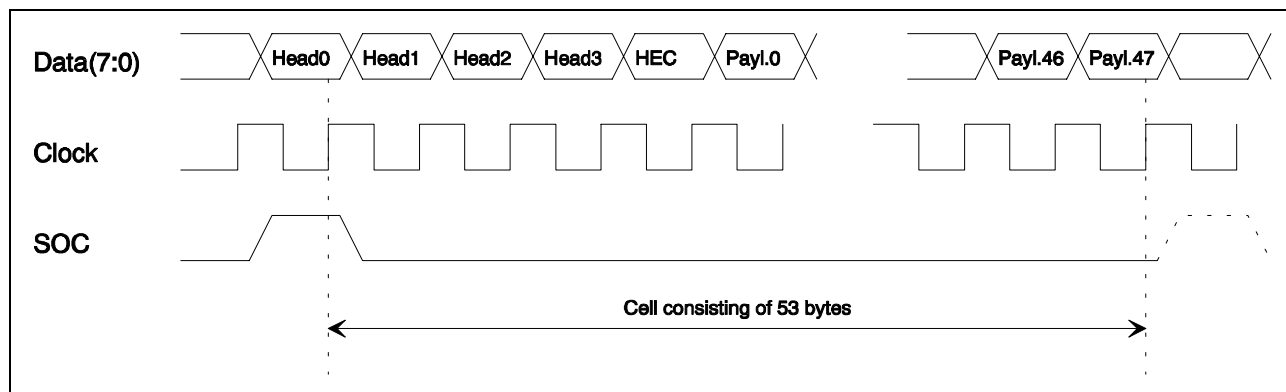 Data(7:0) Head0 Head1 Head2 Head3 HEC Payl.0 Payl.46 Payl.47
Clock
SOC
Cell consisting of 53 bytes